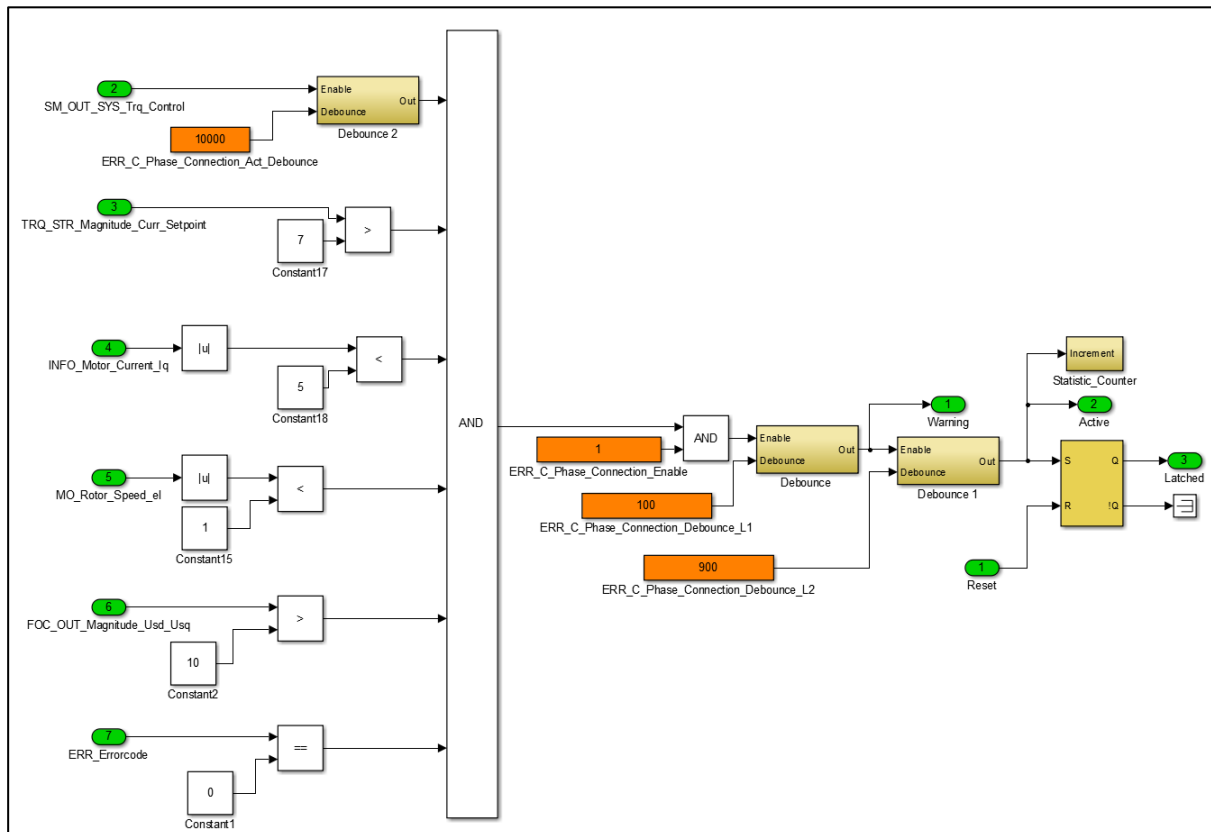 2
SM_OUT_SYS_Trq_Control
Enable
Debounce
Out
Debounce 2
10000
ERR_C_Phase_Connection_Act_Debounce
3
TRQ_STR_Magnitude_Curr_Setpoint
7
Constant17
>
4
INFO_Motor_Current_Iq
|u|
5
Constant18
<
5
MO_Rotor_Speed_el
|u|
1
Constant15
<
6
FOC_OUT_Magnitude_Usd_Usq
10
Constant2
>
7
ERR_Errorcode
0
Constant1
==
AND
1
ERR_C_Phase_Connection_Enable
AND
100
ERR_C_Phase_Connection_Debounce_L1
Enable
Debounce
Out
Debounce
1
Warning
900
ERR_C_Phase_Connection_Debounce_L2
Enable
Debounce
Out
Debounce 1
Increment
Statistic_Counter
2
Active
S
R
Q
!Q
3
Latched
1
Reset